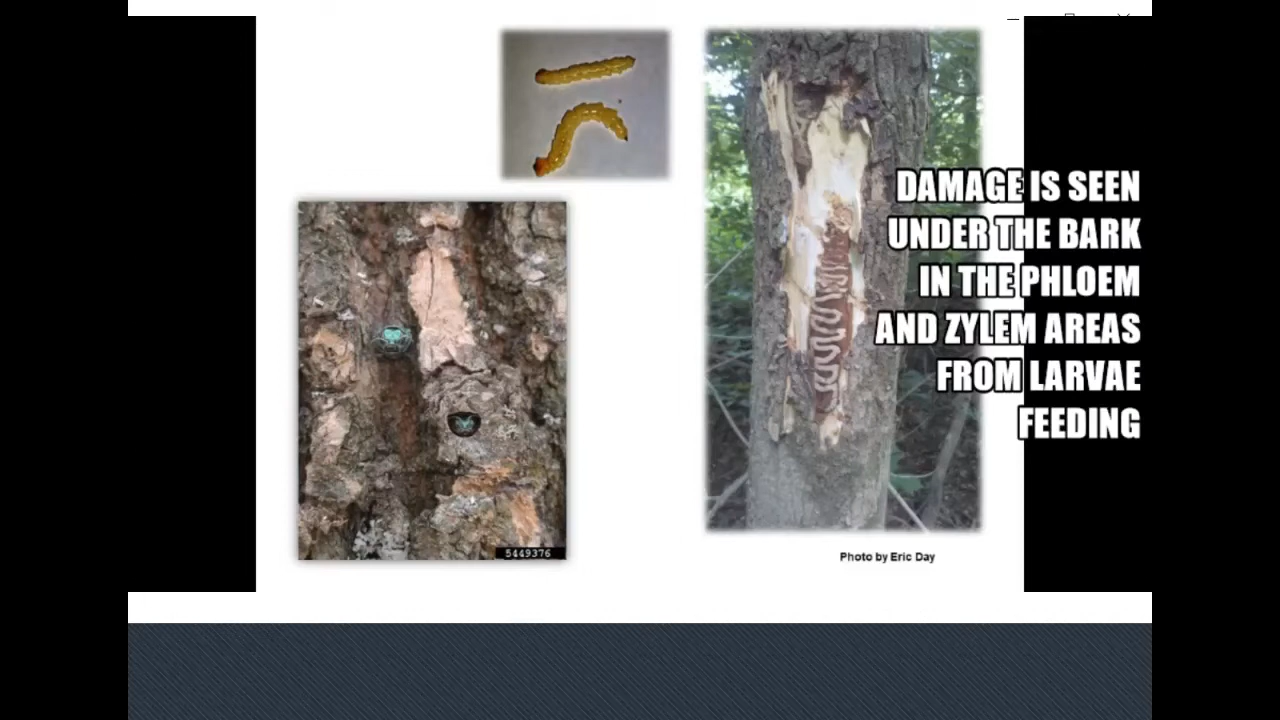 DAMAGE IS SEEN
UNDER THE BARK
IN THE PHLOEM
AND ZYLEM AREAS
FROM LARVAE
FEEDING
5449376
Photo by Eric Day